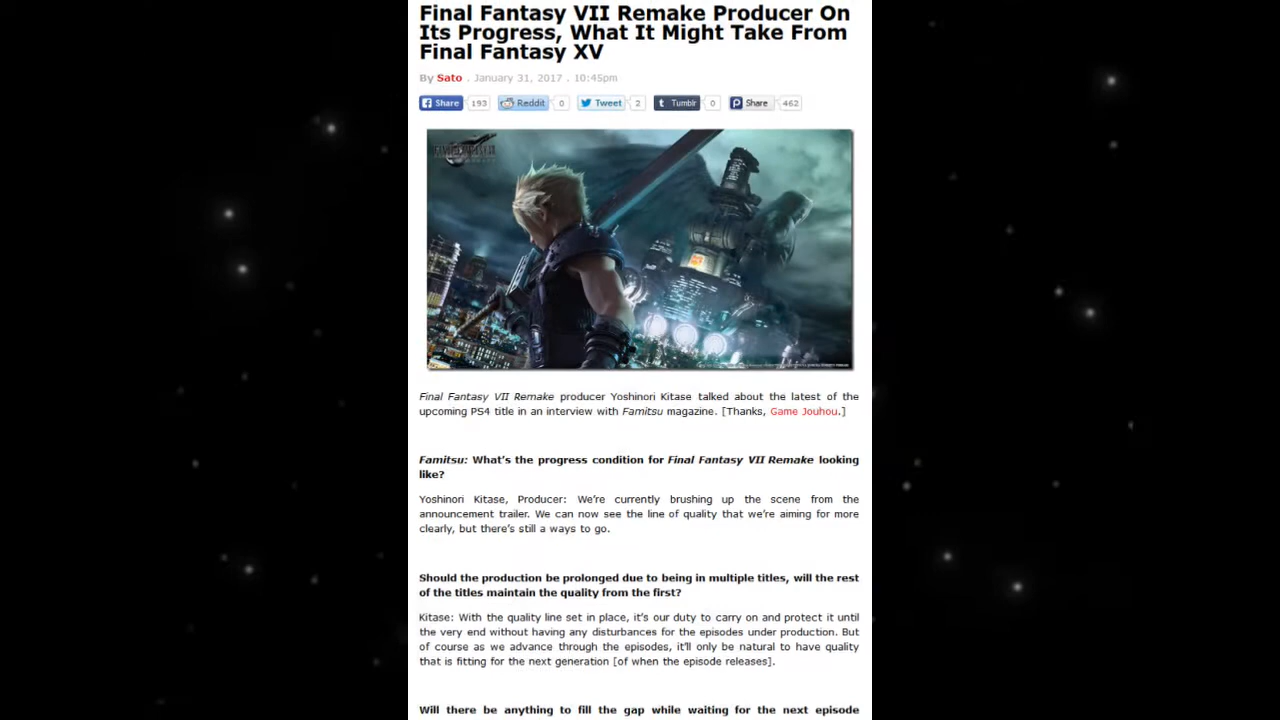 Final Fantasy VII Remake Producer On
Its Progress, What It Might Take From
Final Fantasy XV
By Sato . January 31, 2017 . 10:45pm
Share 193 Reddit 0 Tweet 2 Tumblr 0 Share 462
Final Fantasy VII Remake producer Yoshinori Kitase talked about the latest of the
upcoming PS4 title in an interview with Famitsu magazine. [Thanks, Game Jouhou.]
Famitsu: What's the progress condition for Final Fantasy VII Remake looking
like?
Yoshinori Kitase, Producer: We're currently brushing up the scene from the
announcement trailer. We can now see the line of quality that we're aiming for more
clearly, but there's still a ways to go.
Should the production be prolonged due to being in multiple titles, will the rest
of the titles maintain the quality from the first?
Kitase: With the quality line set in place, it's our duty to carry on and protect it until
the very end without having any disturbances for the episodes under production. But
of course as we advance through the episodes, it'll only be natural to have quality
that is fitting for the next generation [of when the episode releases].
Will there be anything to fill the gap while waiting for the next episode